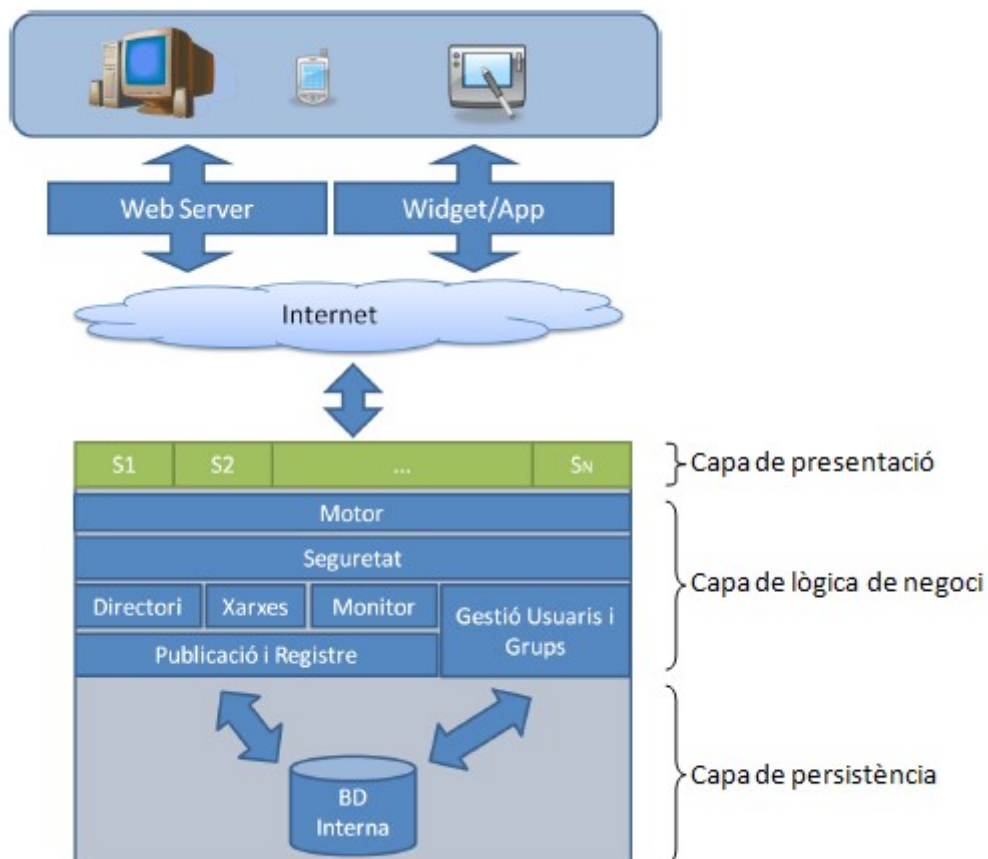 Web Server
Widget/App
Internet
S1
S2
...
SN
Capa de presentació
Motor
Seguretat
Directori
Xarxes
Monitor
Gestió Usuaris i
Grups
Publicació i Registre
Capa de lògica de negoci
BD
Interna
Capa de persistència